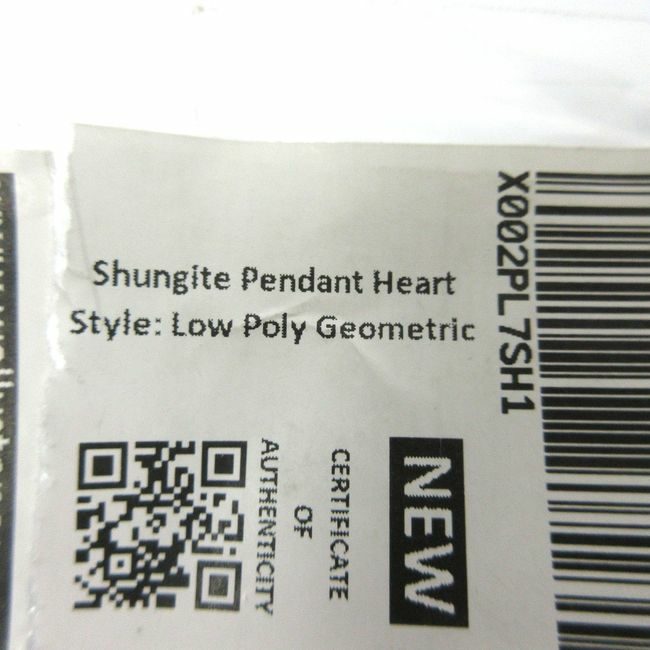 Shungite Pendant Heart
Style: Low Poly Geometric
X002PL7SH1
NEW
CERTIFICATE
OF
AUTHENTICITY